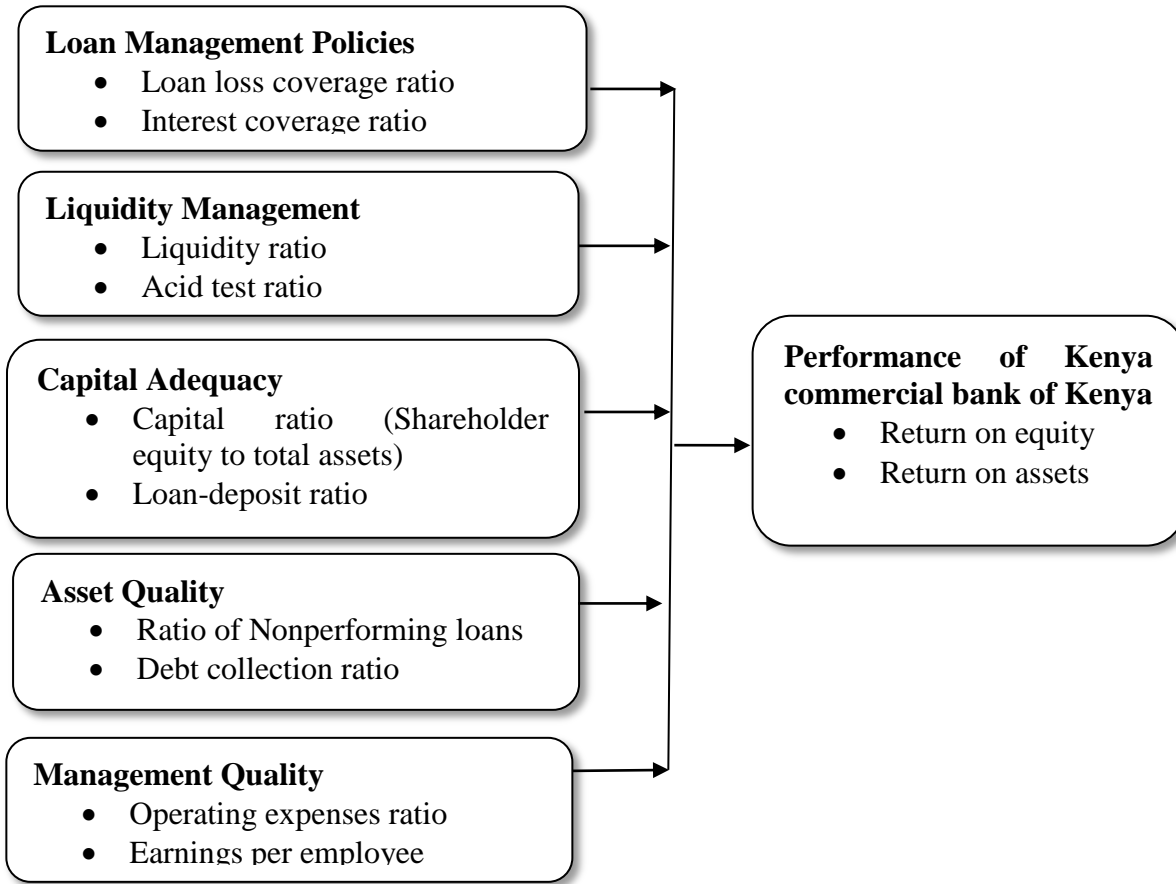 Loan Management Policies
• Loan loss coverage ratio
• Interest coverage ratio
Liquidity Management
• Liquidity ratio
• Acid test ratio
Capital Adequacy
• Capital ratio (Shareholder
equity to total assets)
• Loan-deposit ratio
Asset Quality
• Ratio of Nonperforming loans
• Debt collection ratio
Management Quality
• Operating expenses ratio
• Earnings per employee
Performance of Kenya
commercial bank of Kenya
• Return on equity
• Return on assets